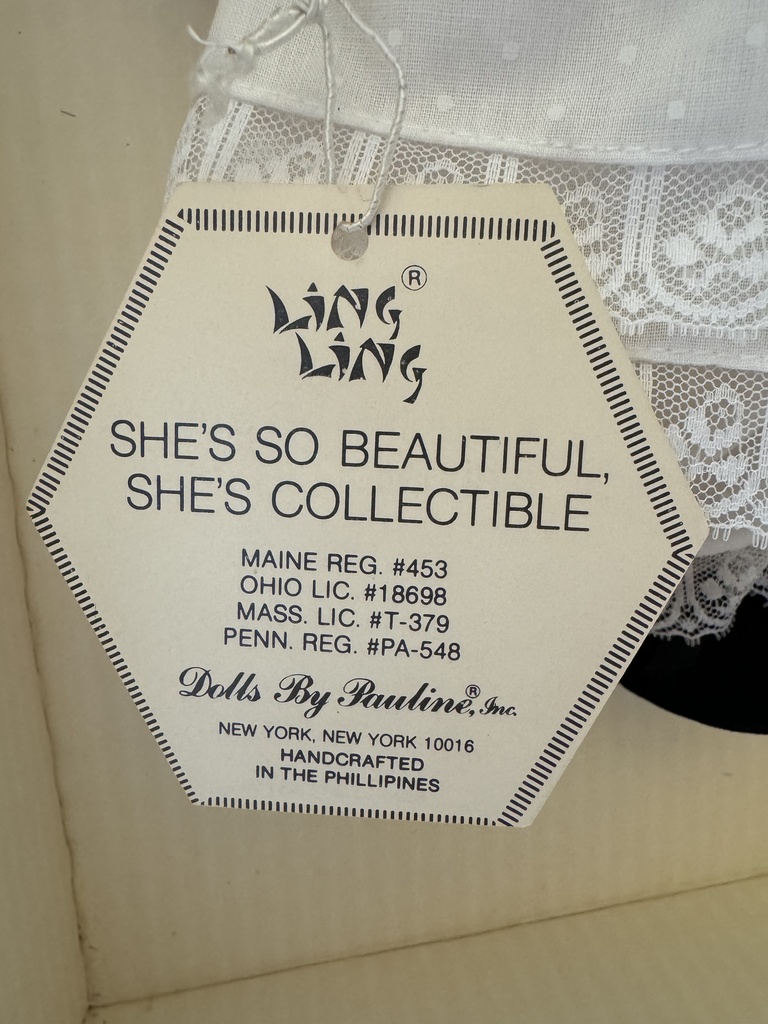 LiNG®
LiNG
SHE'S SO BEAUTIFUL,
SHE'S COLLECTIBLE
MAINE REG. #453
OHIO LIC. #18698
MASS. LIC. #T-379
PENN. REG. #PA-548
Dolls By Pauline,® Inc.
NEW YORK, NEW YORK 10016
HANDCRAFTED
IN THE PHILLIPINES